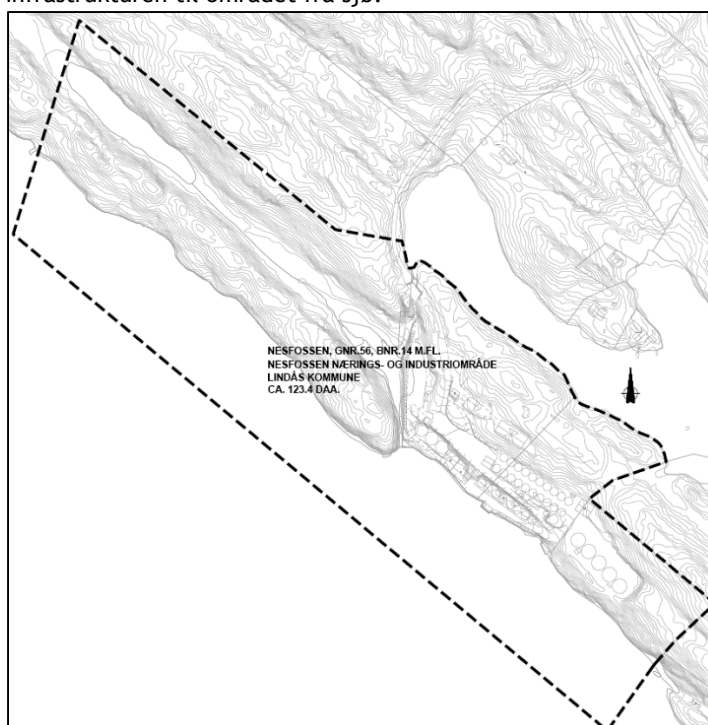 infrastrukturen til området frå sjø.
NESFOSSEN, GNR.56, BNR.14 M.FL.
NESFOSSEN NÆRINGS- OG INDUSTRIOMRÅDE
LINDÅS KOMMUNE
CA. 123.4 DAA.